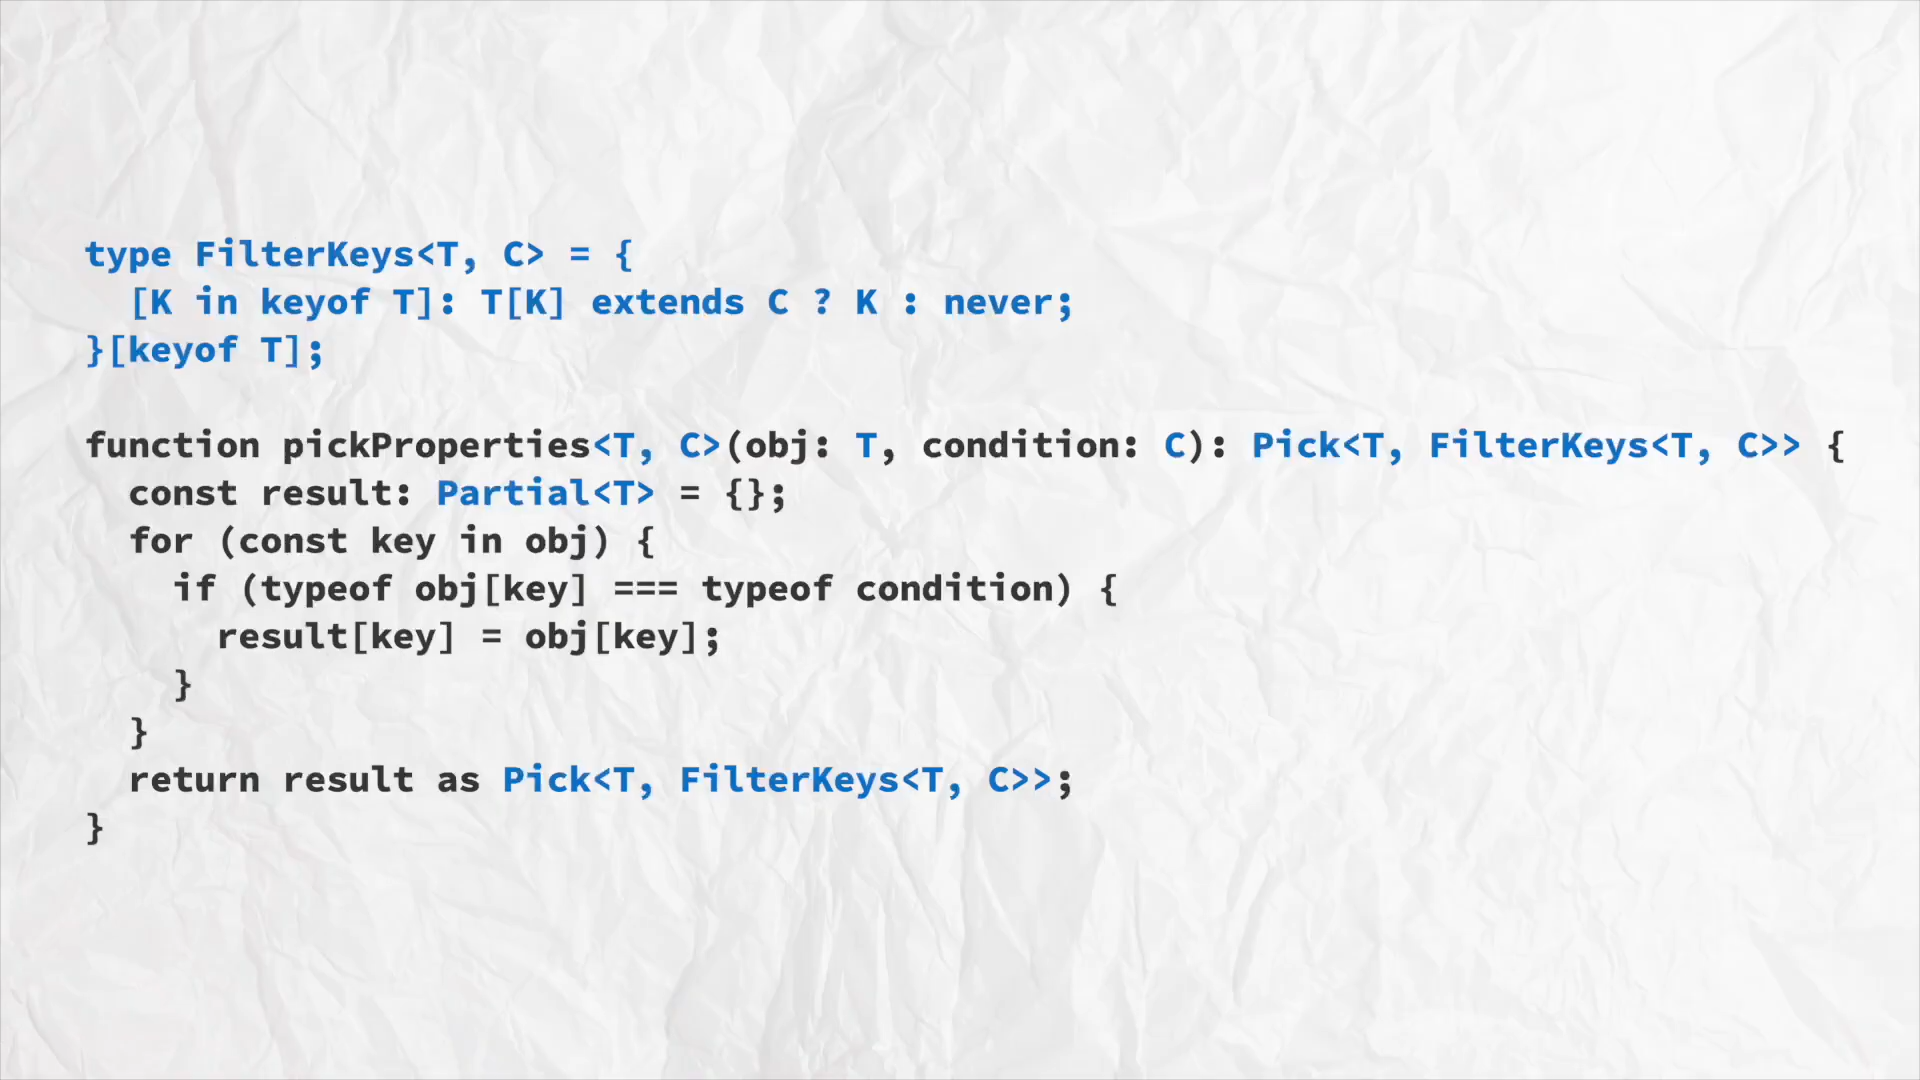 type FilterKeys<T, C> = {
  [K in keyof T]: T[K] extends C ? K : never;
}[keyof T];

function pickProperties<T, C>(obj: T, condition: C): Pick<T, FilterKeys<T, C>> {
  const result: Partial<T> = {};
  for (const key in obj) {
    if (typeof obj[key] === typeof condition) {
      result[key] = obj[key];
    }
  }
  return result as Pick<T, FilterKeys<T, C>>;
}